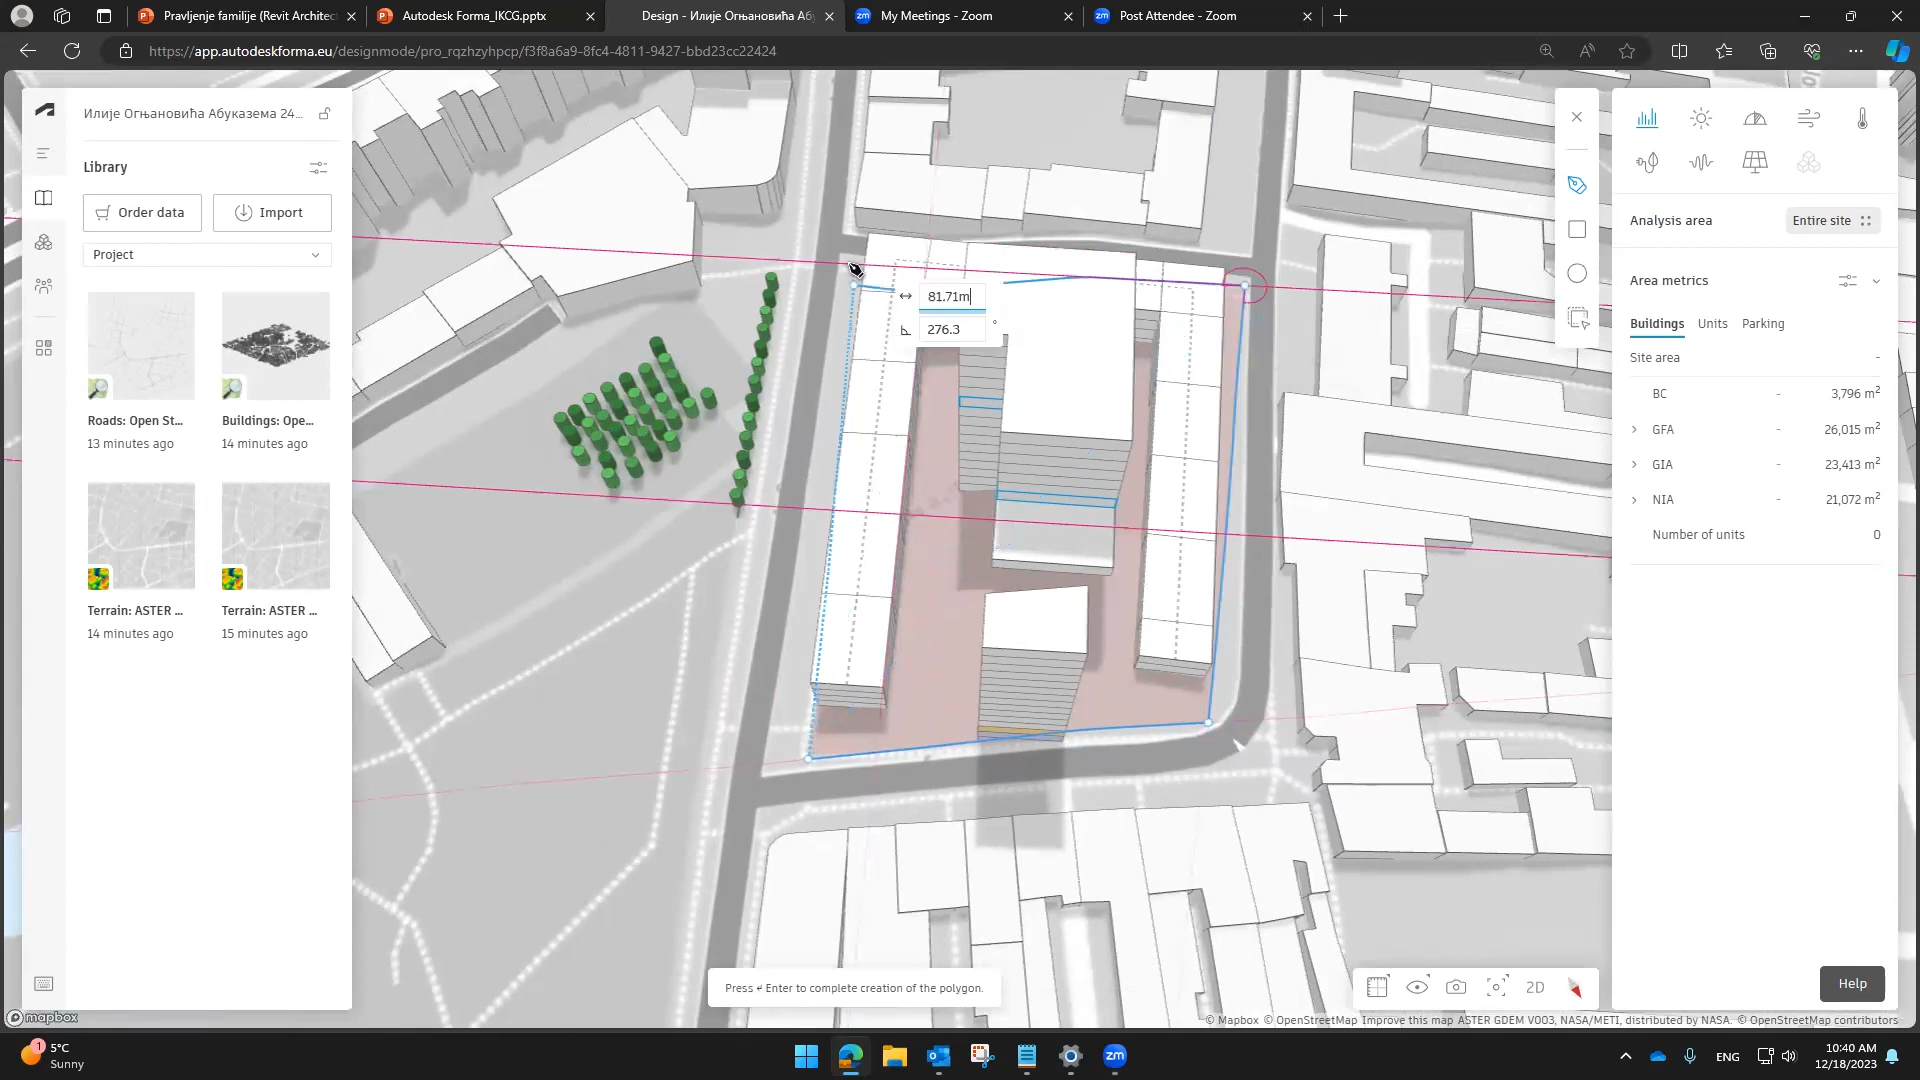 Pravljenje familije (Revit Architec
Autodesk Forma_IKCG.pptx
Design - Илије Огњановића Абу
My Meetings - Zoom
Post Attendee - Zoom
https://app.autodeskforma.eu/designmode/pro_rqzhzyhpcp/f3f8a6a9-8fc4-4811-9427-bbd23cc22424
Илије Огњановића Абуказема 24...
Library
Order data
Import
Project
Roads: Open St...
13 minutes ago
Buildings: Ope...
14 minutes ago
Terrain: ASTER ...
14 minutes ago
Terrain: ASTER ...
15 minutes ago
81.71m
276.3 °
Analysis area
Entire site
Area metrics
Buildings Units Parking
Site area -
BC - 3,796 m²
GFA - 26,015 m²
GIA - 23,413 m²
NIA - 21,072 m²
Number of units 0
Press ↵ Enter to complete creation of the polygon.
2D
Help
mapbox
© Mapbox © OpenStreetMap Improve this map ASTER GDEM V003, NASA/METI, distributed by NASA. © OpenStreetMap contributors
1
5°C
Sunny
zm
ENG
10:40 AM
12/18/2023